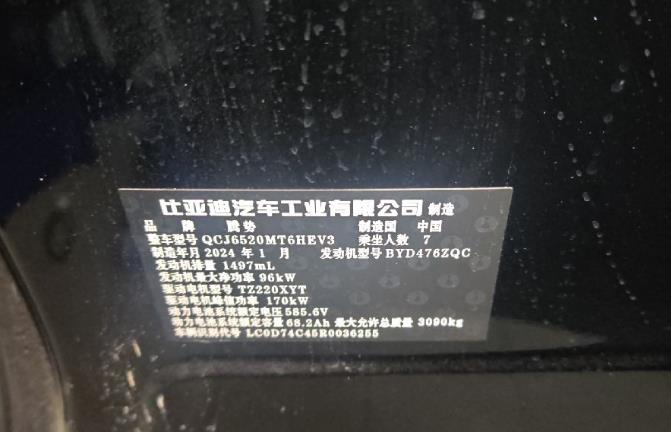 比亚迪汽车工业有限公司 制造
品 牌 腾势 制造国 中国
整车型号 QCJ6520MT6HEV3 乘坐人数 7
制造年月 2024 年 1 月 发动机型号 BYD476ZQC
发动机排量 1497mL
发动机最大净功率 96kW
驱动电机型号 TZ220XYT
驱动电机峰值功率 170kW
动力电池系统额定电压 585.6V
动力电池系统额定容量 68.2Ah 最大允许总质量 3090kg
车辆识别代号 LC0D74C45R0036255